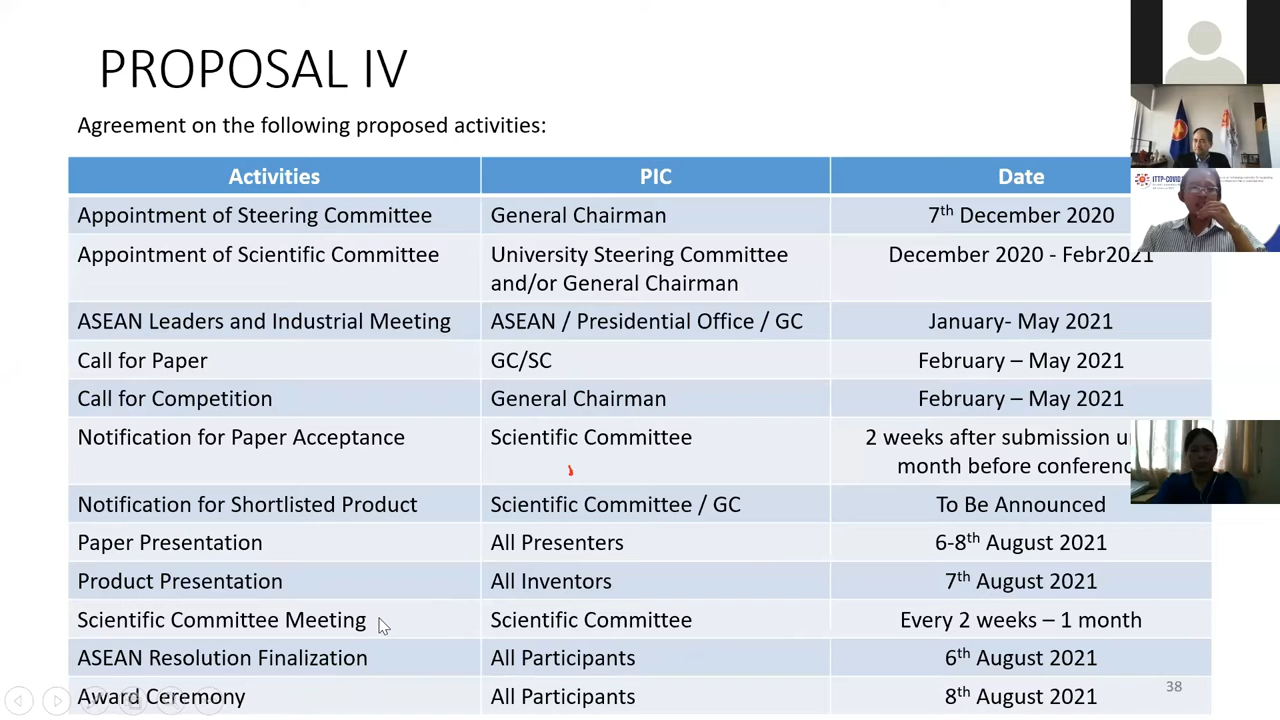 PROPOSAL IV
Agreement on the following proposed activities:
Activities PIC Date
Appointment of Steering Committee General Chairman 7th December 2020
Appointment of Scientific Committee University Steering Committee December 2020 - Febr2021
and/or General Chairman
ASEAN Leaders and Industrial Meeting ASEAN / Presidential Office / GC January- May 2021
Call for Paper GC/SC February – May 2021
Call for Competition General Chairman February – May 2021
Notification for Paper Acceptance Scientific Committee 2 weeks after submission
month before
Notification for Shortlisted Product Scientific Committee / GC To Be Announced
Paper Presentation All Presenters 6-8th August 2021
Product Presentation All Inventors 7th August 2021
Scientific Committee Meeting Scientific Committee Every 2 weeks – 1 month
ASEAN Resolution Finalization All Participants 6th August 2021
Award Ceremony All Participants 8th August 2021
38
ITTP-COVID